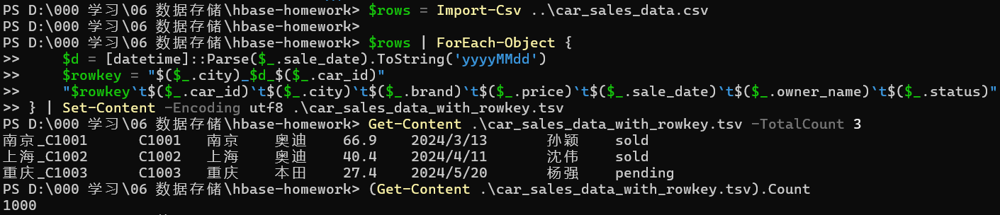 PS D:\000 学习\06 数据存储\hbase-homework> $rows = Import-Csv ..\car_sales_data.csv
PS D:\000 学习\06 数据存储\hbase-homework>
PS D:\000 学习\06 数据存储\hbase-homework> $rows | ForEach-Object {
>>     $d = [datetime]::Parse($_.sale_date).ToString('yyyyMMdd')
>>     $rowkey = "$($_.city)_$d_$($_.car_id)"
>>     "$rowkey`t$($_.car_id)`t$($_.city)`t$($_.brand)`t$($_.price)`t$($_.sale_date)`t$($_.owner_name)`t$($_.status)"
>> } | Set-Content -Encoding utf8 .\car_sales_data_with_rowkey.tsv
PS D:\000 学习\06 数据存储\hbase-homework> Get-Content .\car_sales_data_with_rowkey.tsv -TotalCount 3
南京_C1001      C1001   南京    奥迪    66.9    2024/3/13       孙颖    sold
上海_C1002      C1002   上海    奥迪    40.4    2024/4/11       沈伟    sold
重庆_C1003      C1003   重庆    本田    27.4    2024/5/20       杨强    pending
PS D:\000 学习\06 数据存储\hbase-homework> (Get-Content .\car_sales_data_with_rowkey.tsv).Count
1000